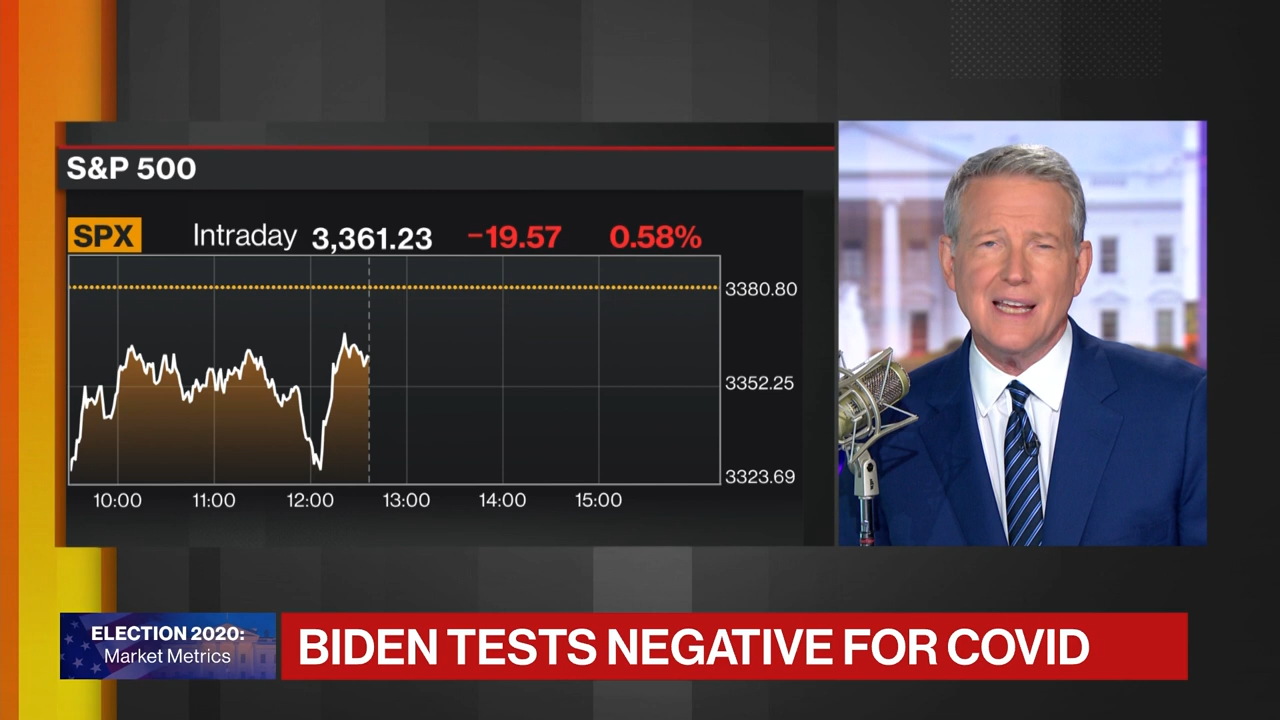 S&P 500
SPX Intraday 3,361.23 −19.57 0.58%
3380.80
3352.25
3323.69
10:00 11:00 12:00 13:00 14:00 15:00
ELECTION 2020:
Market Metrics
BIDEN TESTS NEGATIVE FOR COVID